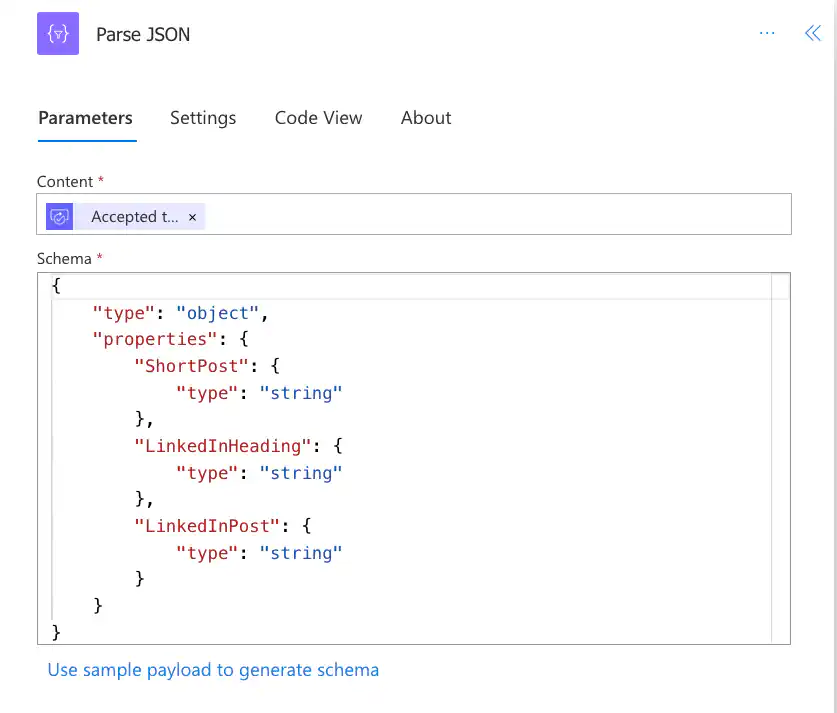 Parse JSON
Parameters Settings Code View About
Content *
Accepted t... ×
Schema *
{
    "type": "object",
    "properties": {
        "ShortPost": {
            "type": "string"
        },
        "LinkedInHeading": {
            "type": "string"
        },
        "LinkedInPost": {
            "type": "string"
        }
    }
}
Use sample payload to generate schema